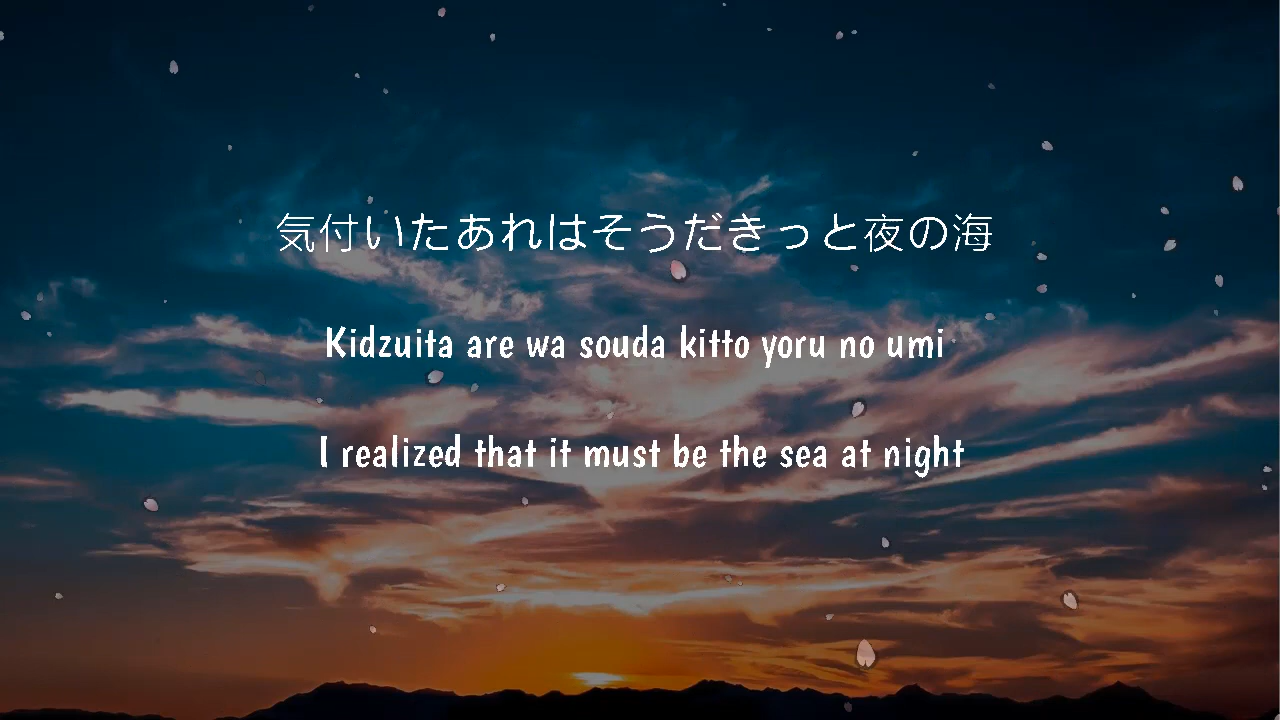 気付いたあれはそうだきっと夜の海
Kidzuita are wa souda kitto yoru no umi
I realized that it must be the sea at night